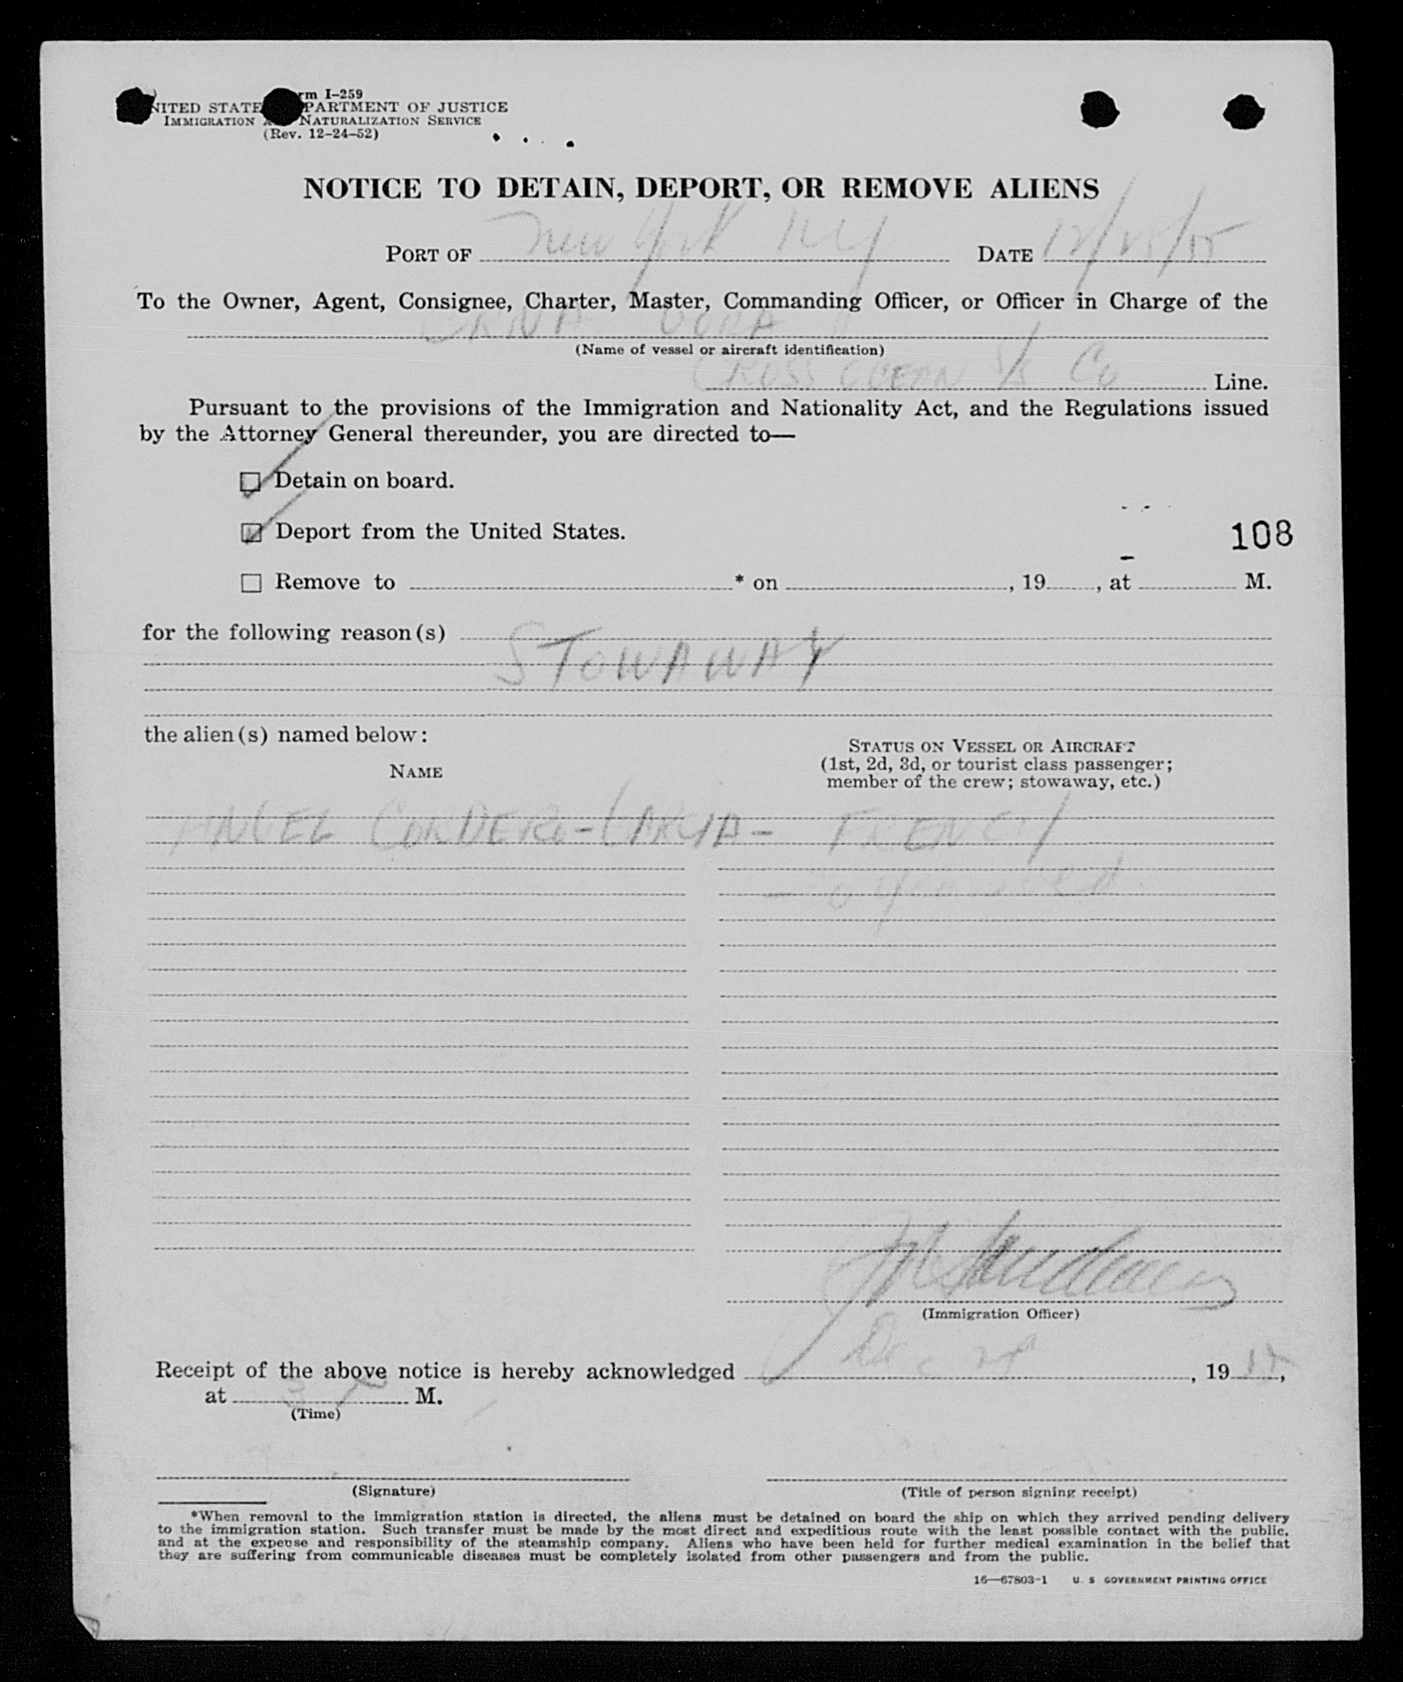 rm I-259
NITED STATE PARTMENT OF JUSTICE
IMMIGRATION NATURALIZATION SERVICE
(Rev. 12-24-52)
NOTICE TO DETAIN, DEPORT, OR REMOVE ALIENS
PORT OF New York NY DATE
To the Owner, Agent, Consignee, Charter, Master, Commanding Officer, or Officer in Charge of the
(Name of vessel or aircraft identification)
CROSS OCEAN S/S Co Line.
Pursuant to the provisions of the Immigration and Nationality Act, and the Regulations issued
by the Attorney General thereunder, you are directed to—
Detain on board.
Deport from the United States.
108
Remove to * on , 19 , at M.
for the following reason(s)
STOWAWAY
the alien(s) named below:
NAME
STATUS ON VESSEL OR AIRCRAFT
(1st, 2d, 3d, or tourist class passenger;
member of the crew; stowaway, etc.)
ANGEL CORDERO-GARCIA- FRENCH
(Immigration Officer)
Receipt of the above notice is hereby acknowledged , 19 ,
at M.
(Time)
(Signature)
(Title of person signing receipt)
*When removal to the immigration station is directed, the aliens must be detained on board the ship on which they arrived pending delivery
to the immigration station. Such transfer must be made by the most direct and expeditious route with the least possible contact with the public,
and at the expense and responsibility of the steamship company. Aliens who have been held for further medical examination in the belief that
they are suffering from communicable diseases must be completely isolated from other passengers and from the public.
16—67803-1 U. S. GOVERNMENT PRINTING OFFICE